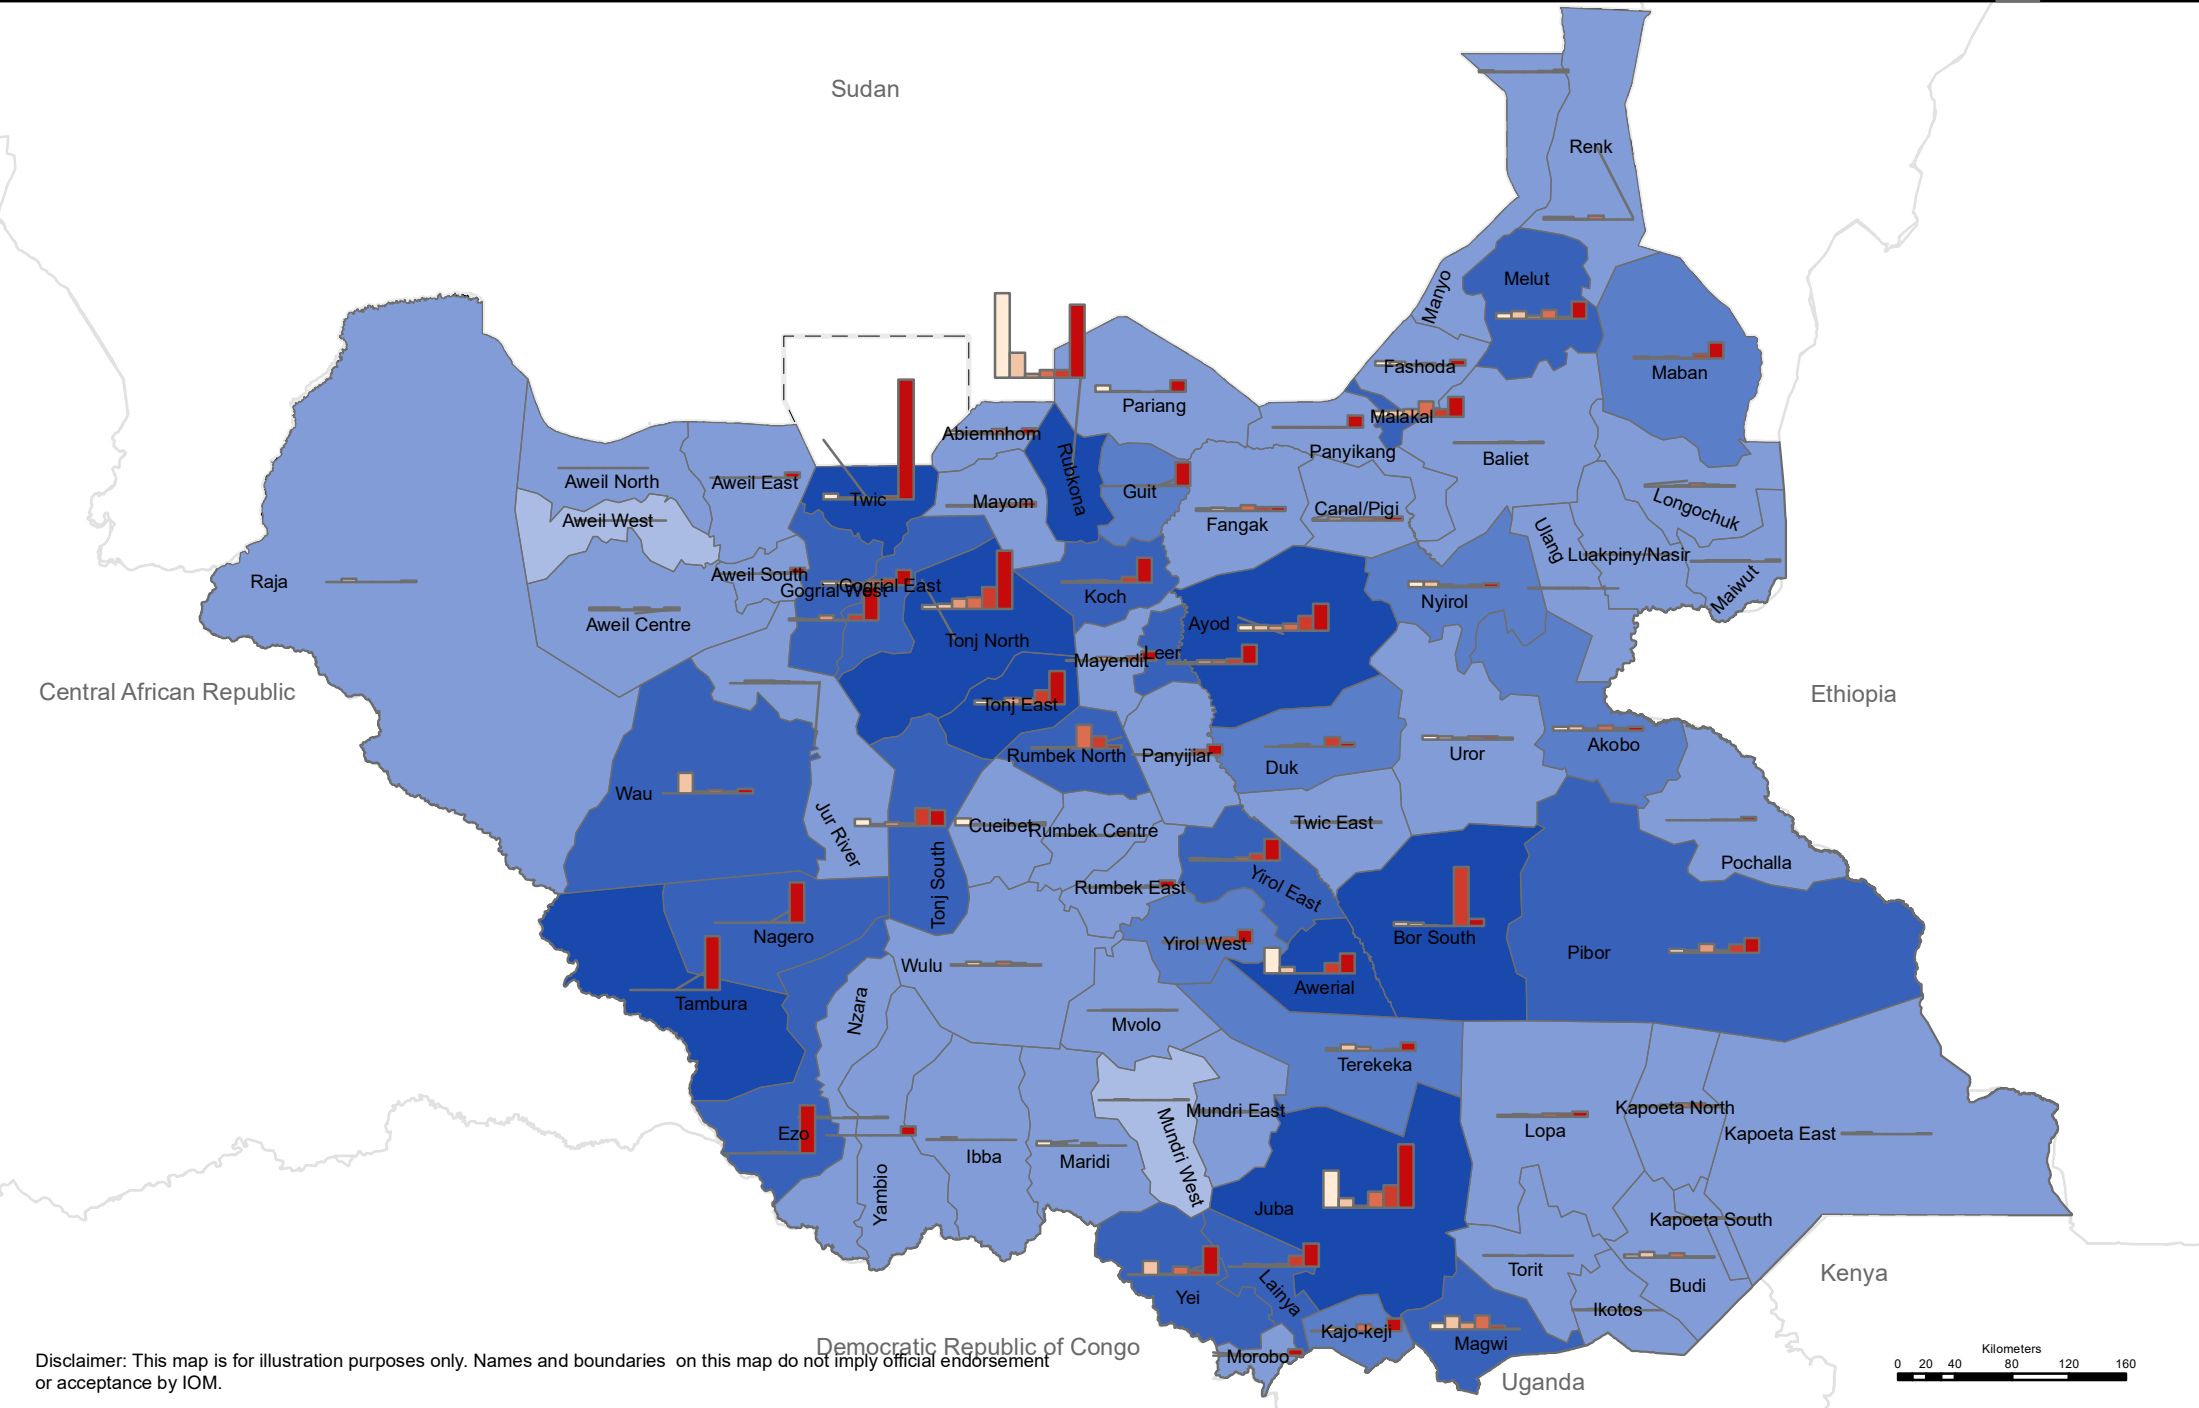 Sudan
Renk
Melut
Manyo
Fashoda
Maban
Pariang
Malakal
Abiemnhom
Panyikang
Baliet
Rubkona
Aweil North
Aweil East
Twic
Mayom
Guit
Fangak
Canal/Pigi
Longochuk
Aweil West
Ulang
Luakpiny/Nasir
Maiwut
Raja
Aweil South
Gogrial West
Gogrial East
Koch
Nyirol
Aweil Centre
Tonj North
Ayod
Mayendit
Leer
Central African Republic
Ethiopia
Tonj East
Rumbek North
Panyijiar
Duk
Uror
Akobo
Wau
Jur River
Cueibet
Rumbek Centre
Twic East
Pochalla
Tonj South
Rumbek East
Yirol East
Nagero
Yirol West
Bor South
Pibor
Wulu
Awerial
Tambura
Nzara
Mvolo
Terekeka
Mundri East
Kapoeta North
Ezo
Ibba
Maridi
Mundri West
Lopa
Kapoeta East
Yambio
Juba
Kapoeta South
Torit
Budi
Kenya
Yei
Lainya
Ikotos
Kajo-keji
Magwi
Morobo
Democratic Republic of Congo
Uganda
Disclaimer: This map is for illustration purposes only. Names and boundaries on this map do not imply official endorsement
or acceptance by IOM.
Kilometers
0 20 40 80 120 160